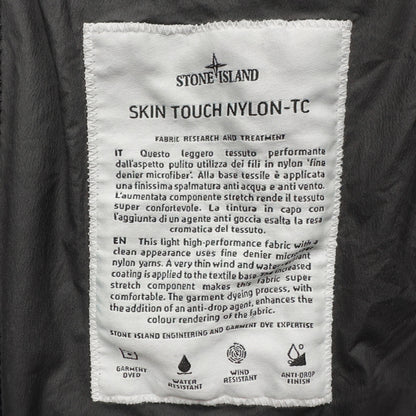 STONE ISLAND
SKIN TOUCH NYLON-TC
FABRIC RESEARCH AND TREATMENT
IT Questo leggero tessuto performante
dall'aspetto pulito utilizza dei fili in nylon 'fine
denier microfiber'. Alla base tessile è applicata
una finissima spalmatura anti acqua e anti vento.
L'aumentata componente stretch rende il tessuto
super confortevole. La tintura in capo con
l'aggiunta di un agente anti goccia esalta la resa
cromatica del tessuto.
EN This light high-performance fabric with a
clean appearance uses fine denier
nylon yarns. A very thin wind and water
coating is applied to the textile base. increased
stretch component makes this fabric super
comfortable. The garment dyeing process, with
the addition of an anti-drop agent, enhances the
colour rendering of the fabric.
STONE ISLAND ENGINEERING AND GARMENT DYE EXPERTISE
GARMENT
DYED
WATER
RESISTANT
WIND
RESISTANT
ANTI-DROP
FINISH